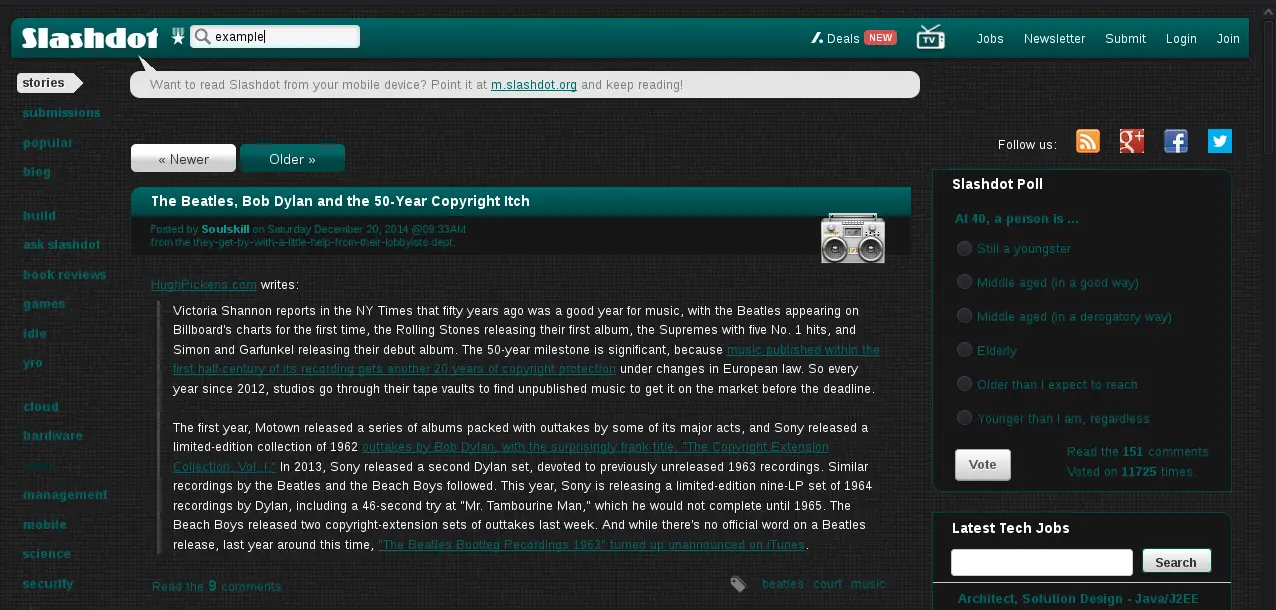 Slashdot
example
Deals NEW
TV
Jobs
Newsletter
Submit
Login
Join
stories
Want to read Slashdot from your mobile device? Point it at m.slashdot.org and keep reading!
submissions
popular
blog
build
ask slashdot
book reviews
games
idle
yro
cloud
hardware
management
mobile
science
security
« Newer
Older »
Follow us:
The Beatles, Bob Dylan and the 50-Year Copyright Itch
Posted by Soulskill on Saturday December 20, 2014 @09:33AM
from the they-get-by-with-a-little-help-from-their-lobbyists dept.
HughPickens.com writes:
Victoria Shannon reports in the NY Times that fifty years ago was a good year for music, with the Beatles appearing on
Billboard's charts for the first time, the Rolling Stones releasing their first album, the Supremes with five No. 1 hits, and
Simon and Garfunkel releasing their debut album. The 50-year milestone is significant, because music published within the
first half-century of its recording gets another 20 years of copyright protection under changes in European law. So every
year since 2012, studios go through their tape vaults to find unpublished music to get it on the market before the deadline.
The first year, Motown released a series of albums packed with outtakes by some of its major acts, and Sony released a
limited-edition collection of 1962 outtakes by Bob Dylan, with the surprisingly frank title, "The Copyright Extension
Collection, Vol. I." In 2013, Sony released a second Dylan set, devoted to previously unreleased 1963 recordings. Similar
recordings by the Beatles and the Beach Boys followed. This year, Sony is releasing a limited-edition nine-LP set of 1964
recordings by Dylan, including a 46-second try at "Mr. Tambourine Man," which he would not complete until 1965. The
Beach Boys released two copyright-extension sets of outtakes last week. And while there's no official word on a Beatles
release, last year around this time, "The Beatles Bootleg Recordings 1963" turned up unannounced on iTunes.
Read the 9 comments
beatles court music
Slashdot Poll
At 40, a person is ...
Still a youngster
Middle aged (in a good way)
Middle aged (in a derogatory way)
Elderly
Older than I expect to reach
Younger than I am, regardless
Vote
Read the 151 comments
Voted on 11725 times.
Latest Tech Jobs
Search
Architect, Solution Design - Java/J2EE